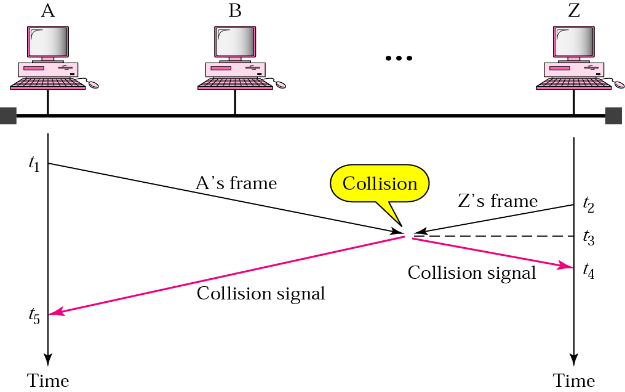 A
B
Z
...
t1
A's frame
Collision
Z's frame
t2
t3
Collision signal
t4
Collision signal
t5
Time
Time